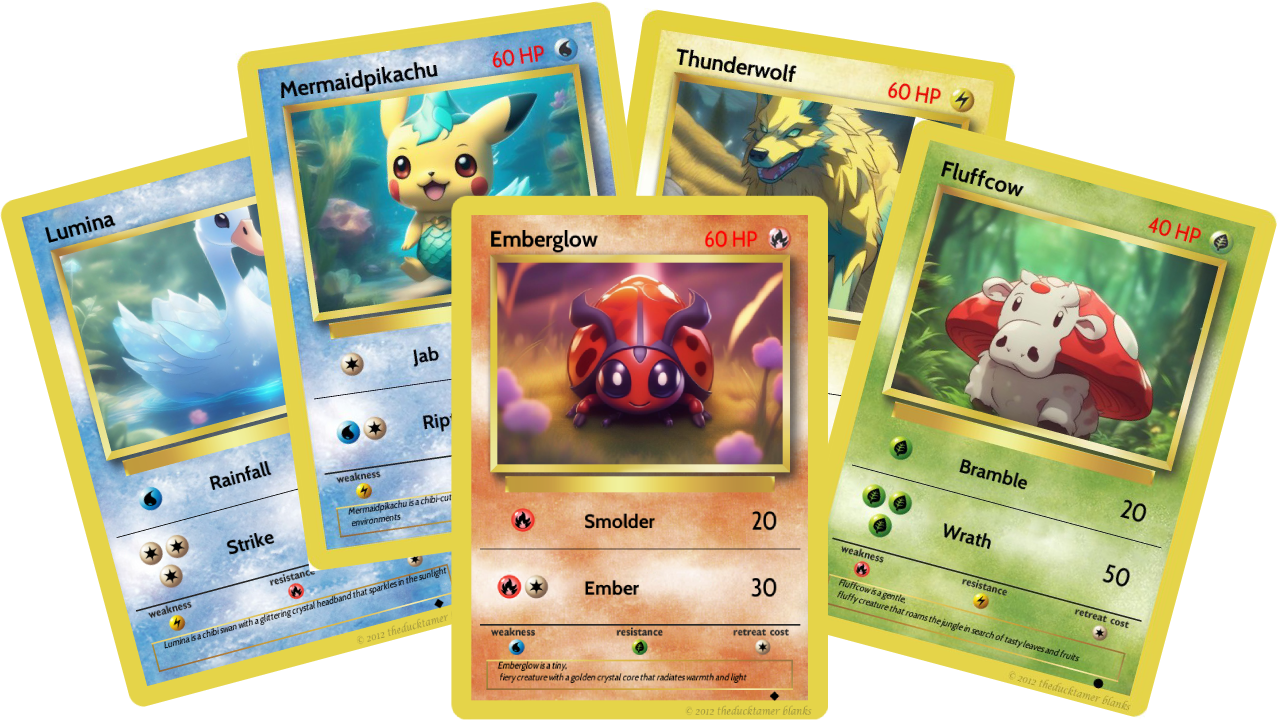 Lumina
Rainfall
Strike
weakness
resistance
Lumina is a chibi swan with a glittering crystal headband that sparkles in the sunlight
© 2012 theducktamer
Mermaidpikachu
60 HP
Jab
Ript
weakness
Mermaidpikachu is a chibi-cut
environments
Emberglow
60 HP
Smolder
20
Ember
30
weakness
resistance
retreat cost
Emberglow is a tiny,
fiery creature with a golden crystal core that radiates warmth and light
© 2012 theducktamer blanks
Thunderwolf
60 HP
Fluffcow
40 HP
Bramble
20
Wrath
50
weakness
resistance
retreat cost
Fluffcow is a gentle,
fluffy creature that roams the jungle in search of tasty leaves and fruits
© 2012 theducktamer blanks